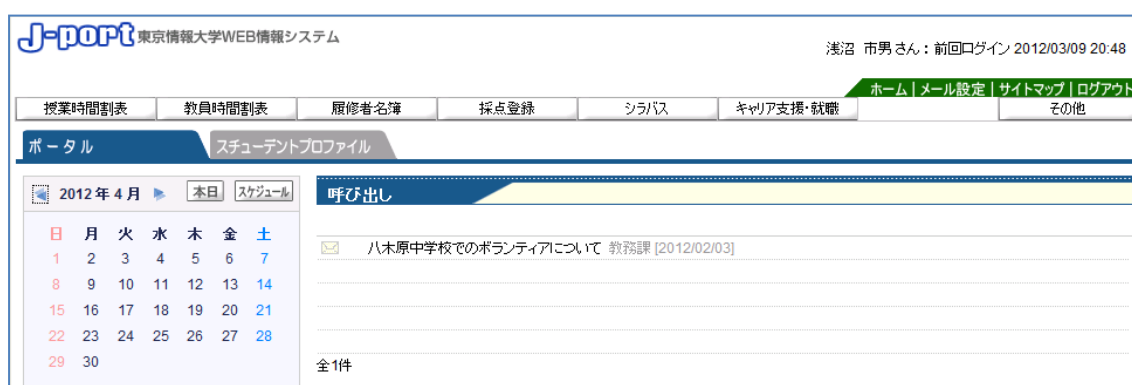 J-port 東京情報大学WEB情報システム
浅沼 市男さん：前回ログイン 2012/03/09 20:48
ホーム | メール設定 | サイトマップ | ログアウト
授業時間割表 教員時間割表 履修者名簿 採点登録 シラバス キャリア支援・就職 その他
ポータル スチューデントプロファイル
2012年 4月 本日 スケジュール
呼び出し
日 月 火 水 木 金 土
八木原中学校でのボランティアについて 教務課 [2012/02/03]
1 2 3 4 5 6 7
8 9 10 11 12 13 14
15 16 17 18 19 20 21
22 23 24 25 26 27 28
29 30
全1件